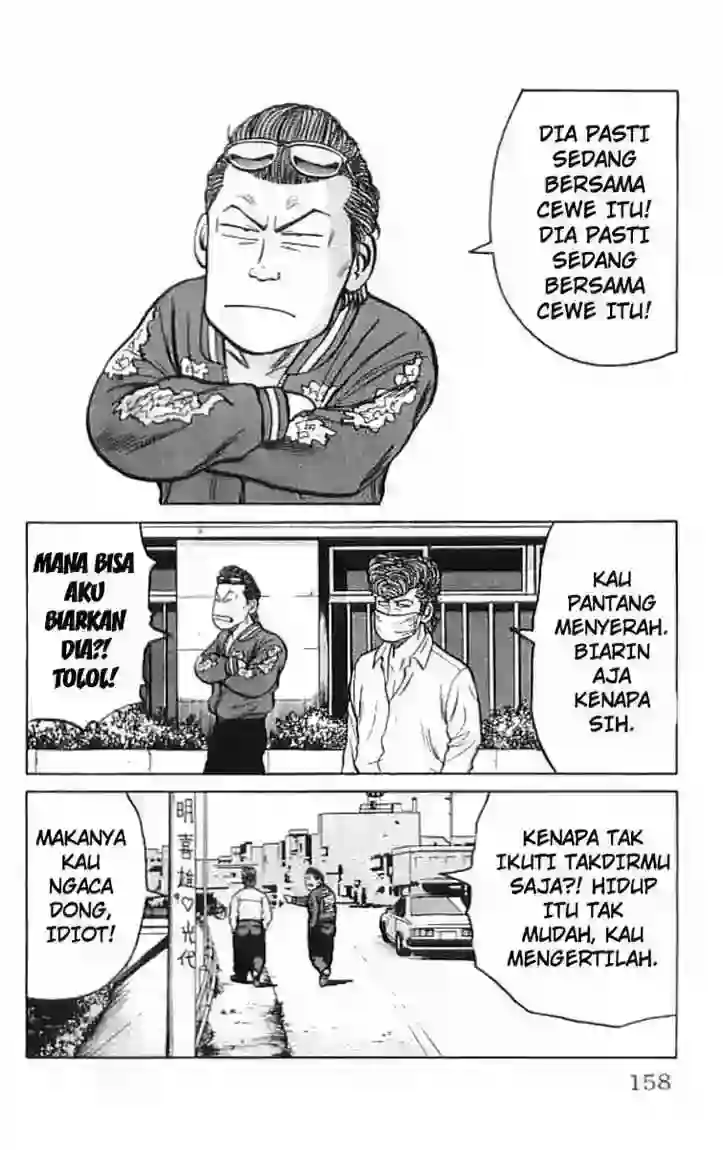 DIA PASTI
SEDANG
BERSAMA
CEWE ITU!
DIA PASTI
SEDANG
BERSAMA
CEWE ITU!
KAU
PANTANG
MENYERAH.
BIARIN
AJA
KENAPA
SIH.
MANA BISA
AKU
BIARKAN
DIA?!
TOLOL!
KENAPA TAK
IKUTI TAKDIRMU
SAJA?! HIDUP
ITU TAK
MUDAH, KAU
MENGERTILAH.
MAKANYA
KAU
NGACA
DONG,
IDIOT!
明喜雄♡光代
158